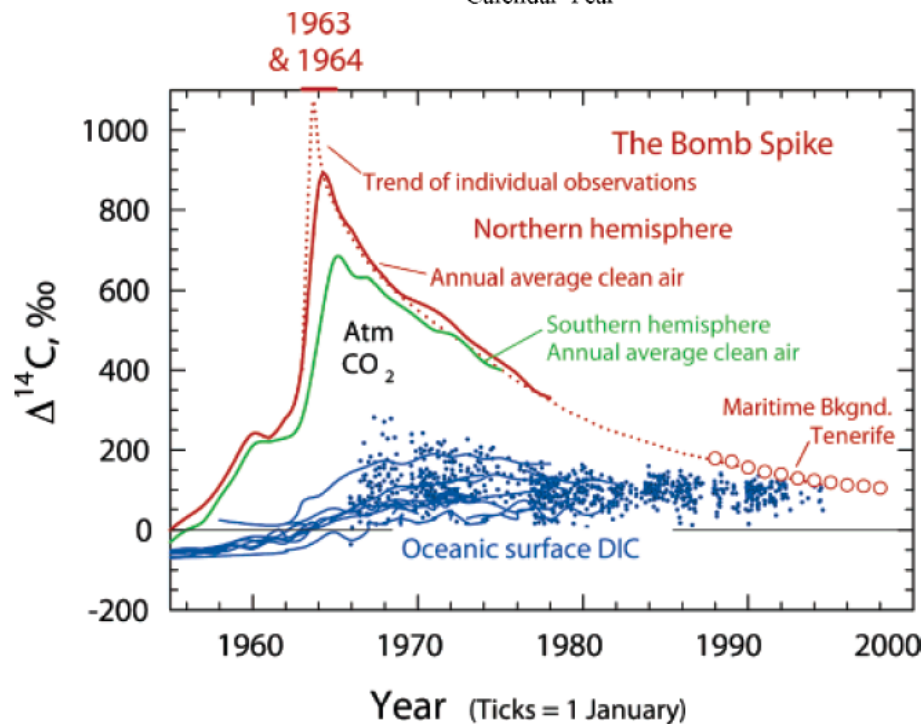 Calendar Year
1963
& 1964
1000
800
600
400
200
0
-200
Δ¹⁴C, ‰
The Bomb Spike
Trend of individual observations
Northern hemisphere
Annual average clean air
Southern hemisphere
Annual average clean air
Atm
CO₂
Maritime Bkgnd.
Tenerife
Oceanic surface DIC
1960 1970 1980 1990 2000
Year (Ticks = 1 January)